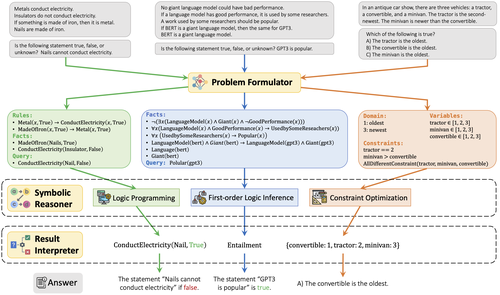 Metals conduct electricity.
Insulators do not conduct electricity.
If something is made of iron, then it is metal.
Nails are made of iron.
Is the following statement true, false, or
unknown? Nails cannot conduct electricity.
No giant language model could have bad performance.
If a language model has good performance, it is used by some researchers.
A work used by some researchers should be popular.
If BERT is a giant language model, then the same for GPT3.
BERT is a giant language model.
Is the following statement true, false, or unknown? GPT3 is popular.
In an antique car show, there are three vehicles: a
tractor, a convertible, and a minivan. The tractor is the
second-newest. The minivan is newer than the convertible.
Which of the following is true?
A) The tractor is the oldest.
B) The convertible is the oldest.
C) The minivan is the oldest.
Problem Formulator
Rules:
• Metal(x, True) → ConductElectricity(x, True)
• MadeOfIron(x, True) → Metal(x, True)
Facts:
• MadeOfIron(Nails, True)
• ConductElectricity(Insulator, False)
Query:
• ConductElectricity(Nail, False)
Facts:
• ¬(∃x(LanguageModel(x) ∧ Giant(x) ∧ ¬GoodPerformance(x)))
• ∀x (LanguageModel(x) ∧ GoodPerformance(x) → UsedbySomeReseachers(x))
• ∀x (UsedbySomeResearchers(x) → Popular(x))
• LanguageModel(bert) ∧ Giant(bert) → LanguageModel(gpt3) ∧ Giant(gpt3)
• Language(bert)
• Giant(bert)
Query: Polular(gpt3)
Domain:
1: oldest
3: newest
Variables:
tractor ∈ [1, 2, 3]
minivan ∈ [1, 2, 3]
convertible ∈ [1, 2, 3]
Constraints:
tractor == 2
minivan > convertible
AllDifferentConstraint(tractor, minivan, convertible)
Symbolic
Reasoner
Logic Programming
First-order Logic Inference
Constraint Optimization
Result
Interpreter
ConductElectricity(Nail, True)
Entailment
{convertible: 1, tractor: 2, minivan: 3}
Answer
The statement "Nails cannot
conduct electricity" if false.
The statement "GPT3
is popular" is true.
A) The convertible is the oldest.